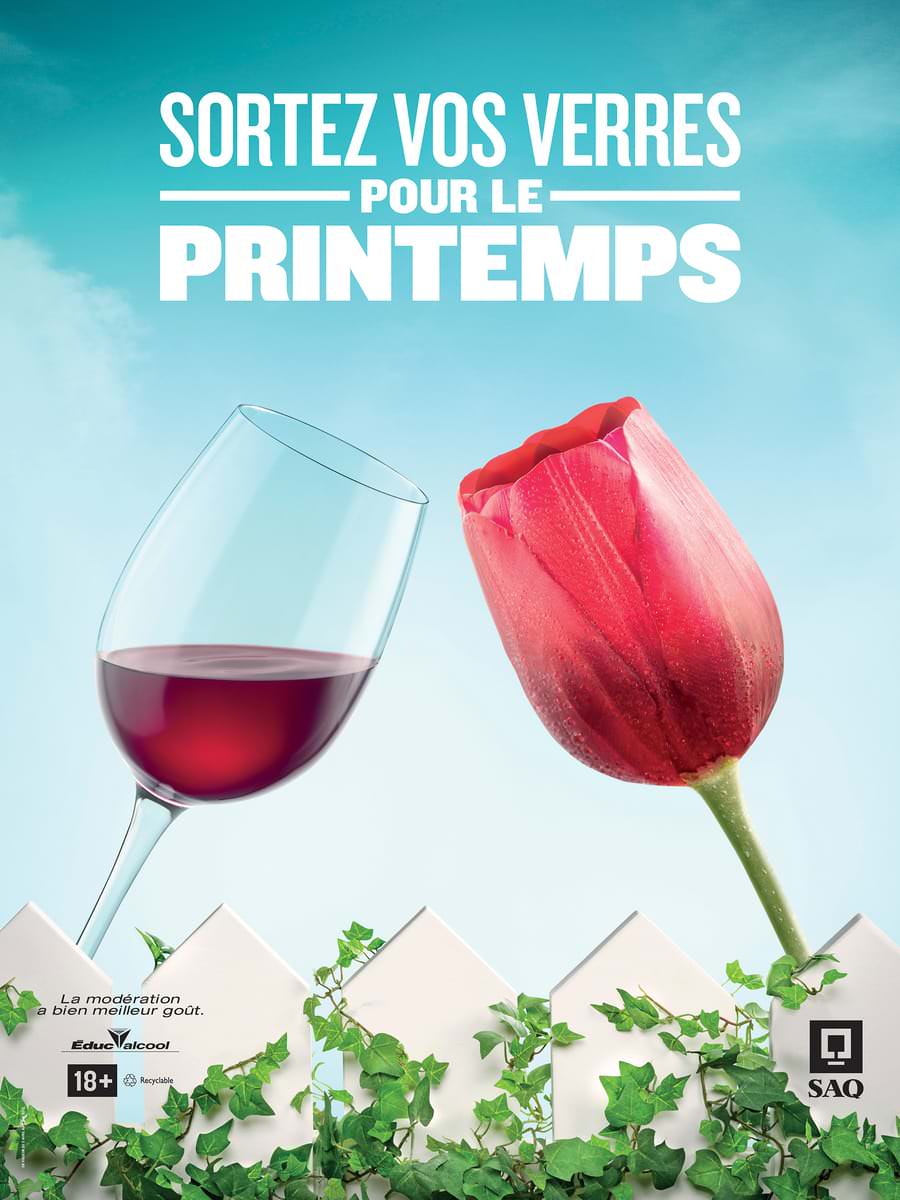 SORTEZ VOS VERRES
POUR LE
PRINTEMPS
La modération
a bien meilleur goût.
Éduc alcool
18+ Recyclable
SAQ